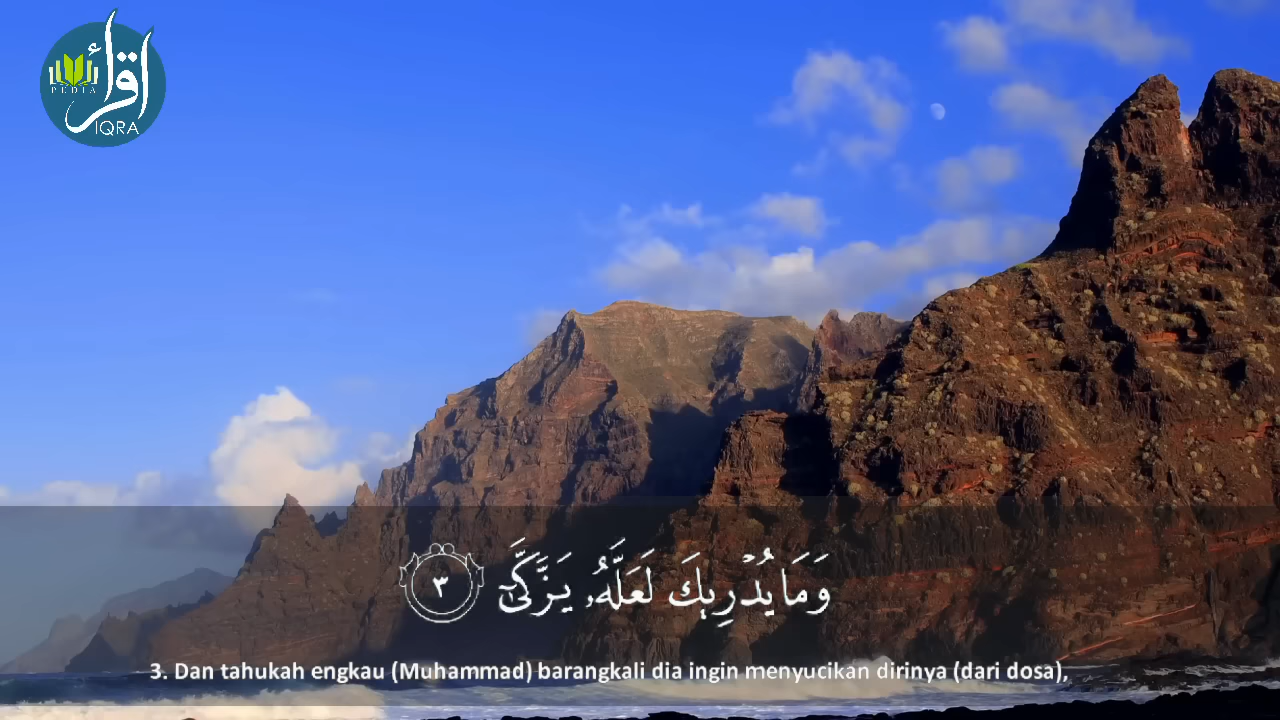 اقرأ
PEDIA
IQRA
وَمَا يُدْرِيكَ لَعَلَّهُۥ يَزَّكَّىٰٓ ٣
3. Dan tahukah engkau (Muhammad) barangkali dia ingin menyucikan dirinya (dari dosa),